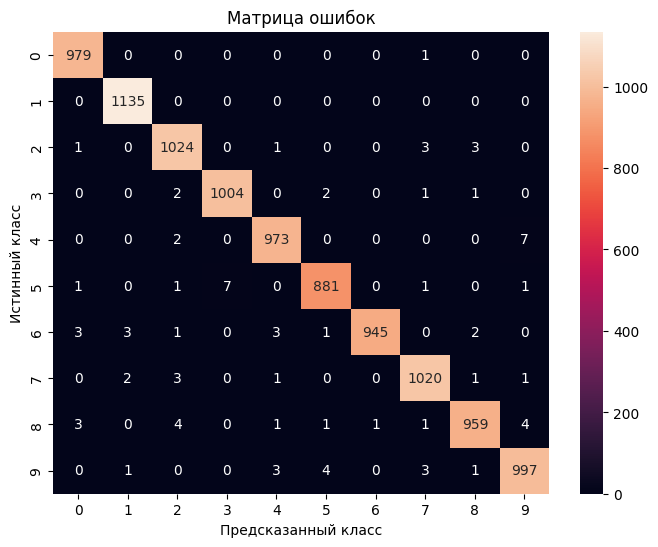 Матрица ошибок
0 979 0 0 0 0 0 0 1 0 0
1 0 1135 0 0 0 0 0 0 0 0
2 1 0 1024 0 1 0 0 3 3 0
3 0 0 2 1004 0 2 0 1 1 0
4 0 0 2 0 973 0 0 0 0 7
5 1 0 1 7 0 881 0 1 0 1
6 3 3 1 0 3 1 945 0 2 0
7 0 2 3 0 1 0 0 1020 1 1
8 3 0 4 0 1 1 1 1 959 4
9 0 1 0 0 3 4 0 3 1 997
0 1 2 3 4 5 6 7 8 9
Истинный класс
Предсказанный класс
1000
800
600
400
200
0